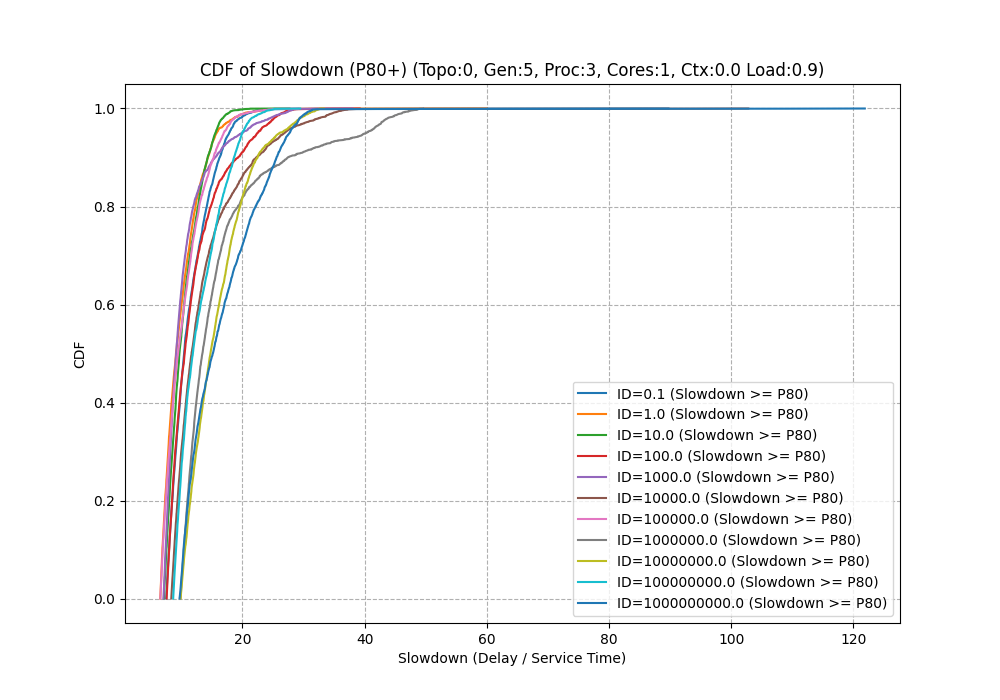 CDF of Slowdown (P80+) (Topo:0, Gen:5, Proc:3, Cores:1, Ctx:0.0 Load:0.9)
CDF
1.0
0.8
0.6
0.4
0.2
0.0
ID=0.1 (Slowdown >= P80)
ID=1.0 (Slowdown >= P80)
ID=10.0 (Slowdown >= P80)
ID=100.0 (Slowdown >= P80)
ID=1000.0 (Slowdown >= P80)
ID=10000.0 (Slowdown >= P80)
ID=100000.0 (Slowdown >= P80)
ID=1000000.0 (Slowdown >= P80)
ID=10000000.0 (Slowdown >= P80)
ID=100000000.0 (Slowdown >= P80)
ID=1000000000.0 (Slowdown >= P80)
20 40 60 80 100 120
Slowdown (Delay / Service Time)